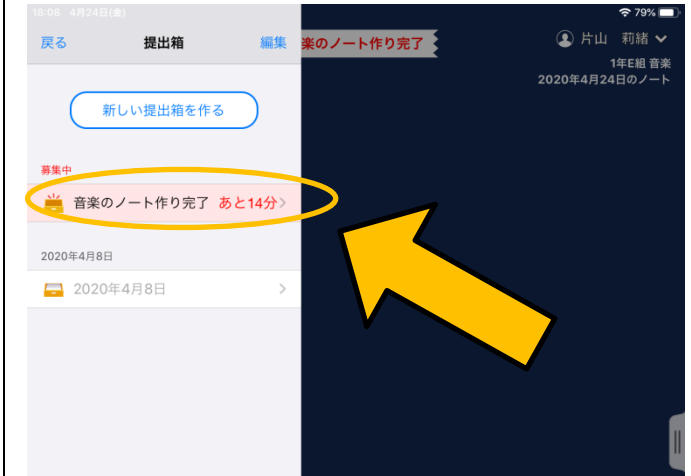 18:08 4月24日(金)
79%
戻る 提出箱 編集
楽のノート作り完了
片山 莉緒
1年E組 音楽
2020年4月24日のノート
新しい提出箱を作る
募集中
音楽のノート作り完了 あと14分
2020年4月8日
2020年4月8日